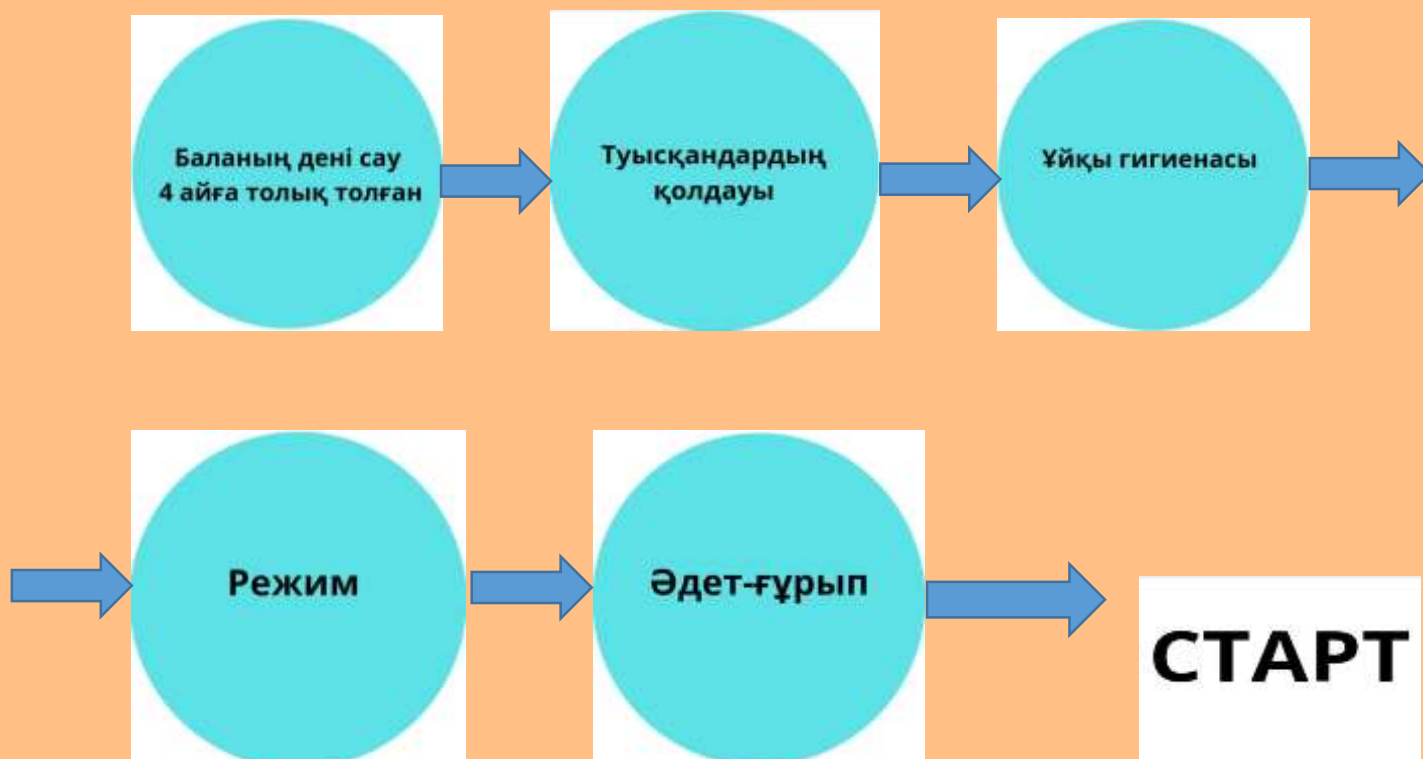 Баланың дені сау
4 айға толық толған
Туысқандардың
қолдауы
Ұйқы гигиенасы
Режим
Әдет-ғұрып
СТАРТ